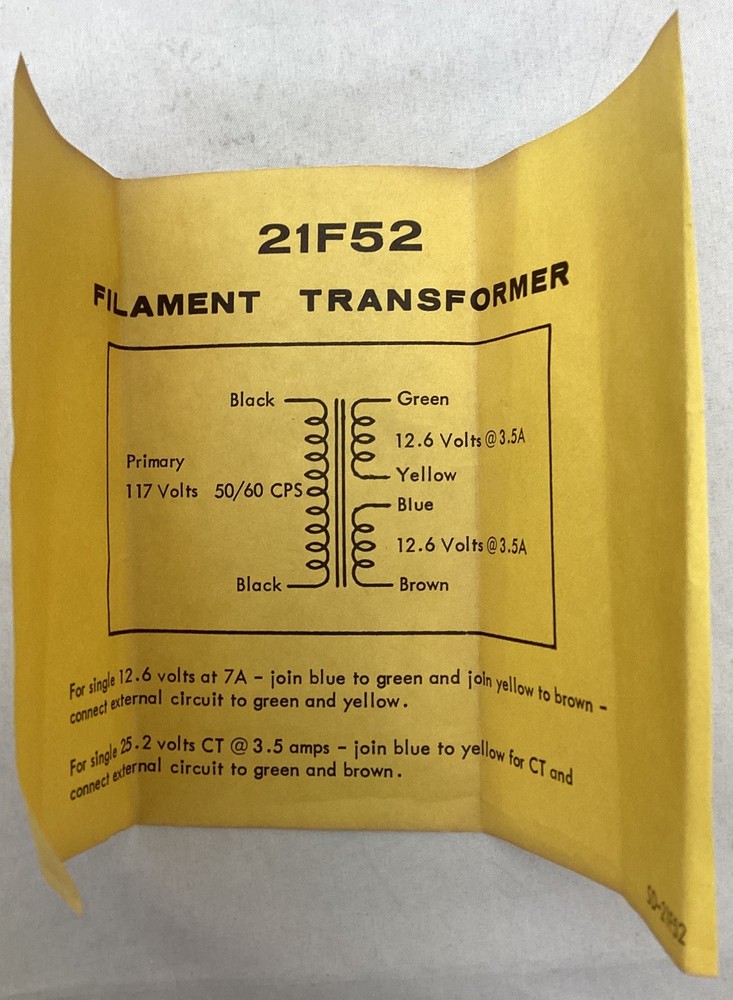 21F52
FILAMENT TRANSFORMER
Black
Green
12.6 Volts @ 3.5A
Primary
Yellow
117 Volts 50/60 CPS
Blue
12.6 Volts @ 3.5A
Black
Brown
For single 12.6 volts at 7A - join blue to green and join yellow to brown -
connect external circuit to green and yellow.
For single 25.2 volts CT @ 3.5 amps - join blue to yellow for CT and
connect external circuit to green and brown.
SD-21F52